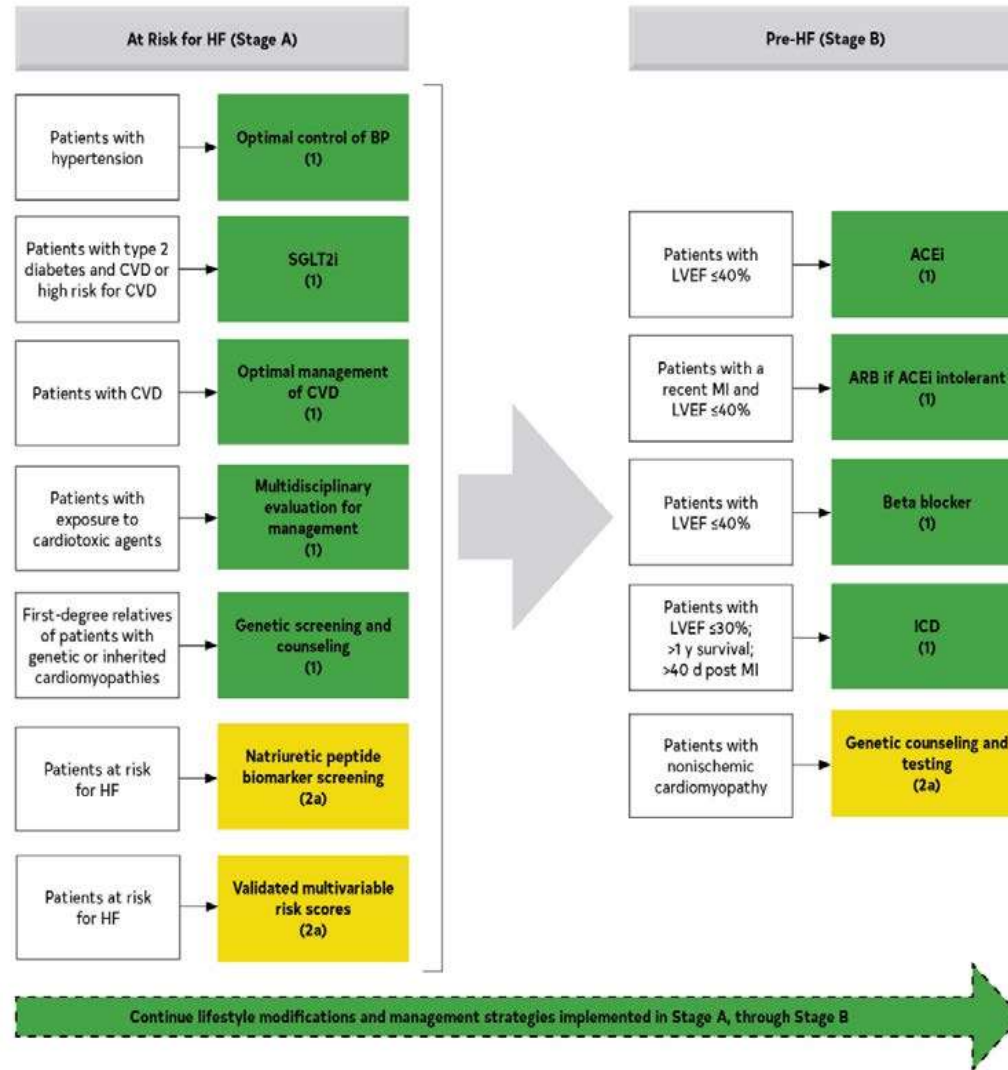 At Risk for HF (Stage A)
Patients with
hypertension
Optimal control of BP
(1)
Patients with type 2
diabetes and CVD or
high risk for CVD
SGLT2i
(1)
Patients with CVD
Optimal management
of CVD
(1)
Patients with
exposure to
cardiotoxic agents
Multidisciplinary
evaluation for
management
(1)
First-degree relatives
of patients with
genetic or inherited
cardiomyopathies
Genetic screening and
counseling
(1)
Patients at risk
for HF
Natriuretic peptide
biomarker screening
(2a)
Patients at risk
for HF
Validated multivariable
risk scores
(2a)
Pre-HF (Stage B)
Patients with
LVEF ≤40%
ACEi
(1)
Patients with a
recent MI and
LVEF ≤40%
ARB if ACEi intolerant
(1)
Patients with
LVEF ≤40%
Beta blocker
(1)
Patients with
LVEF ≤30%;
>1 y survival;
>40 d post MI
ICD
(1)
Patients with
nonischemic
cardiomyopathy
Genetic counseling and
testing
(2a)
Continue lifestyle modifications and management strategies implemented in Stage A, through Stage B